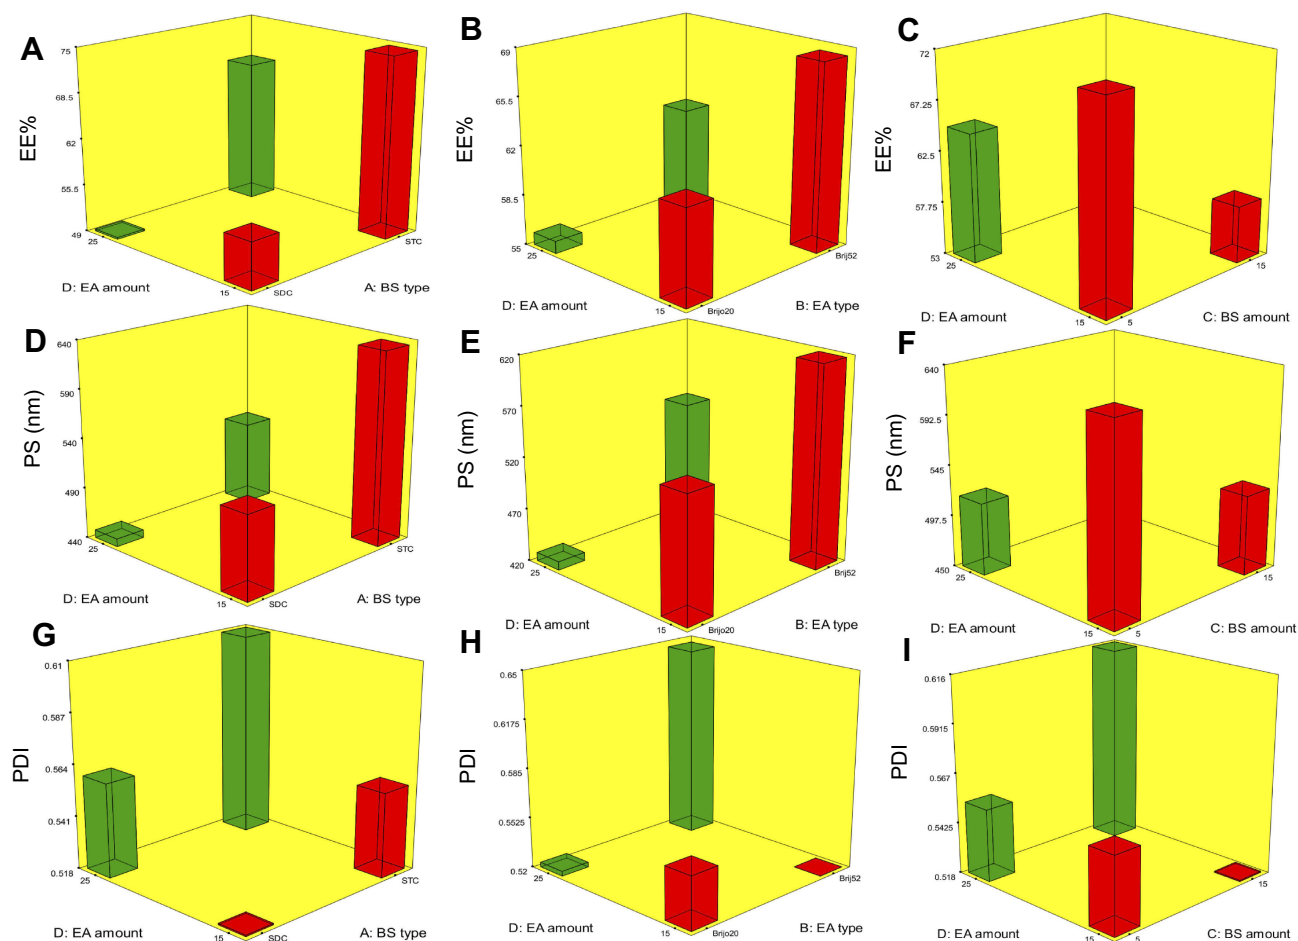 A
EE%
75
68.5
62
55.5
49
25
15
SDC
STC
D: EA amount
A: BS type
B
EE%
69
65.5
62
58.5
55
25
15
Brijo20
Brij52
D: EA amount
B: EA type
C
EE%
72
67.25
62.5
57.75
53
25
15
5
15
D: EA amount
C: BS amount
D
PS (nm)
640
590
540
490
440
25
15
SDC
STC
D: EA amount
A: BS type
E
PS (nm)
620
570
520
470
420
25
15
Brijo20
Brij52
D: EA amount
B: EA type
F
PS (nm)
640
592.5
545
497.5
450
25
15
5
15
D: EA amount
C: BS amount
G
PDI
0.61
0.587
0.564
0.541
0.518
25
15
SDC
STC
D: EA amount
A: BS type
H
PDI
0.65
0.6175
0.585
0.5525
0.52
25
15
Brijo20
Brij52
D: EA amount
B: EA type
I
PDI
0.616
0.5915
0.567
0.5425
0.518
25
15
5
15
D: EA amount
C: BS amount